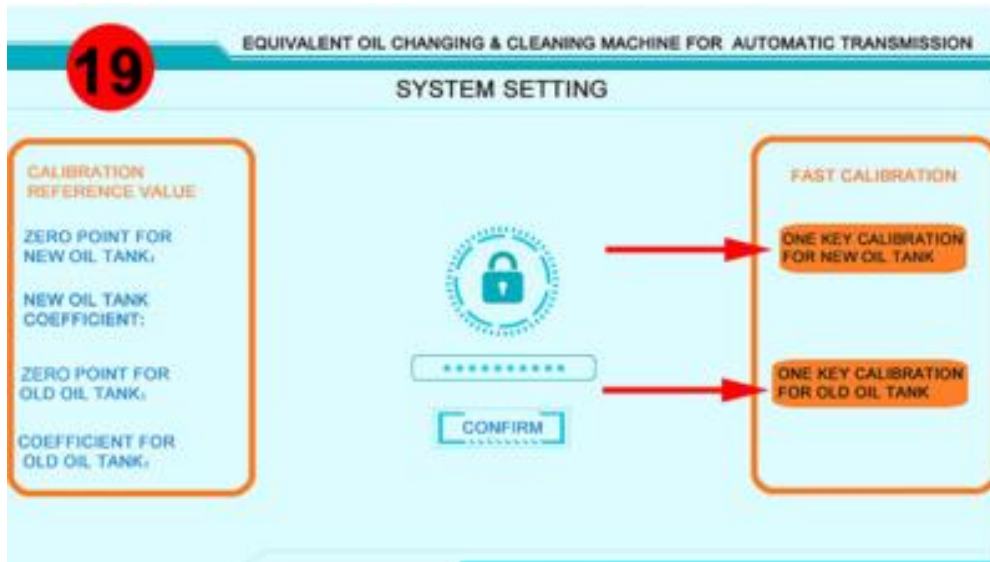 19
EQUIVALENT OIL CHANGING & CLEANING MACHINE FOR AUTOMATIC TRANSMISSION
SYSTEM SETTING
CALIBRATION
REFERENCE VALUE
ZERO POINT FOR
NEW OIL TANK:
NEW OIL TANK
COEFFICIENT:
ZERO POINT FOR
OLD OIL TANK:
COEFFICIENT FOR
OLD OIL TANK:
**********
CONFIRM
FAST CALIBRATION
ONE KEY CALIBRATION
FOR NEW OIL TANK
ONE KEY CALIBRATION
FOR OLD OIL TANK